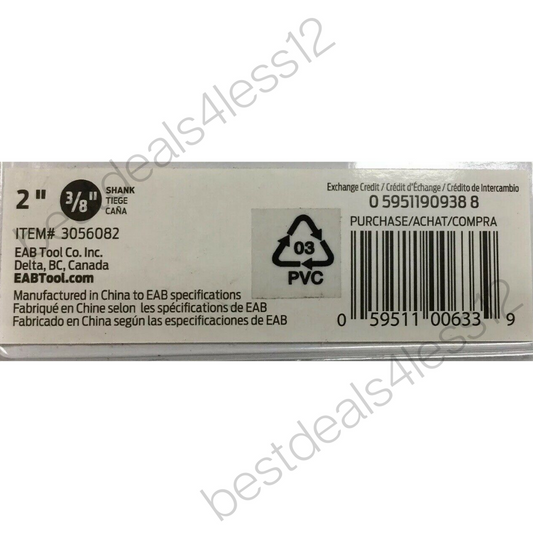 2" 3/8" SHANK
TIEGE
CAÑA
ITEM# 3056082
EAB Tool Co. Inc.
Delta, BC, Canada
EABTool.com
Manufactured in China to EAB specifications
Fabriqué en Chine selon les spécifications de EAB
Fabricado en China según las especificaciones de EAB
03
PVC
Exchange Credit / Crédit d'Échange / Crédito de Intercambio
0 5951190938 8
PURCHASE/ACHAT/COMPRA
0 59511 00633 9
bestdeals4less12
bestdeals4less12